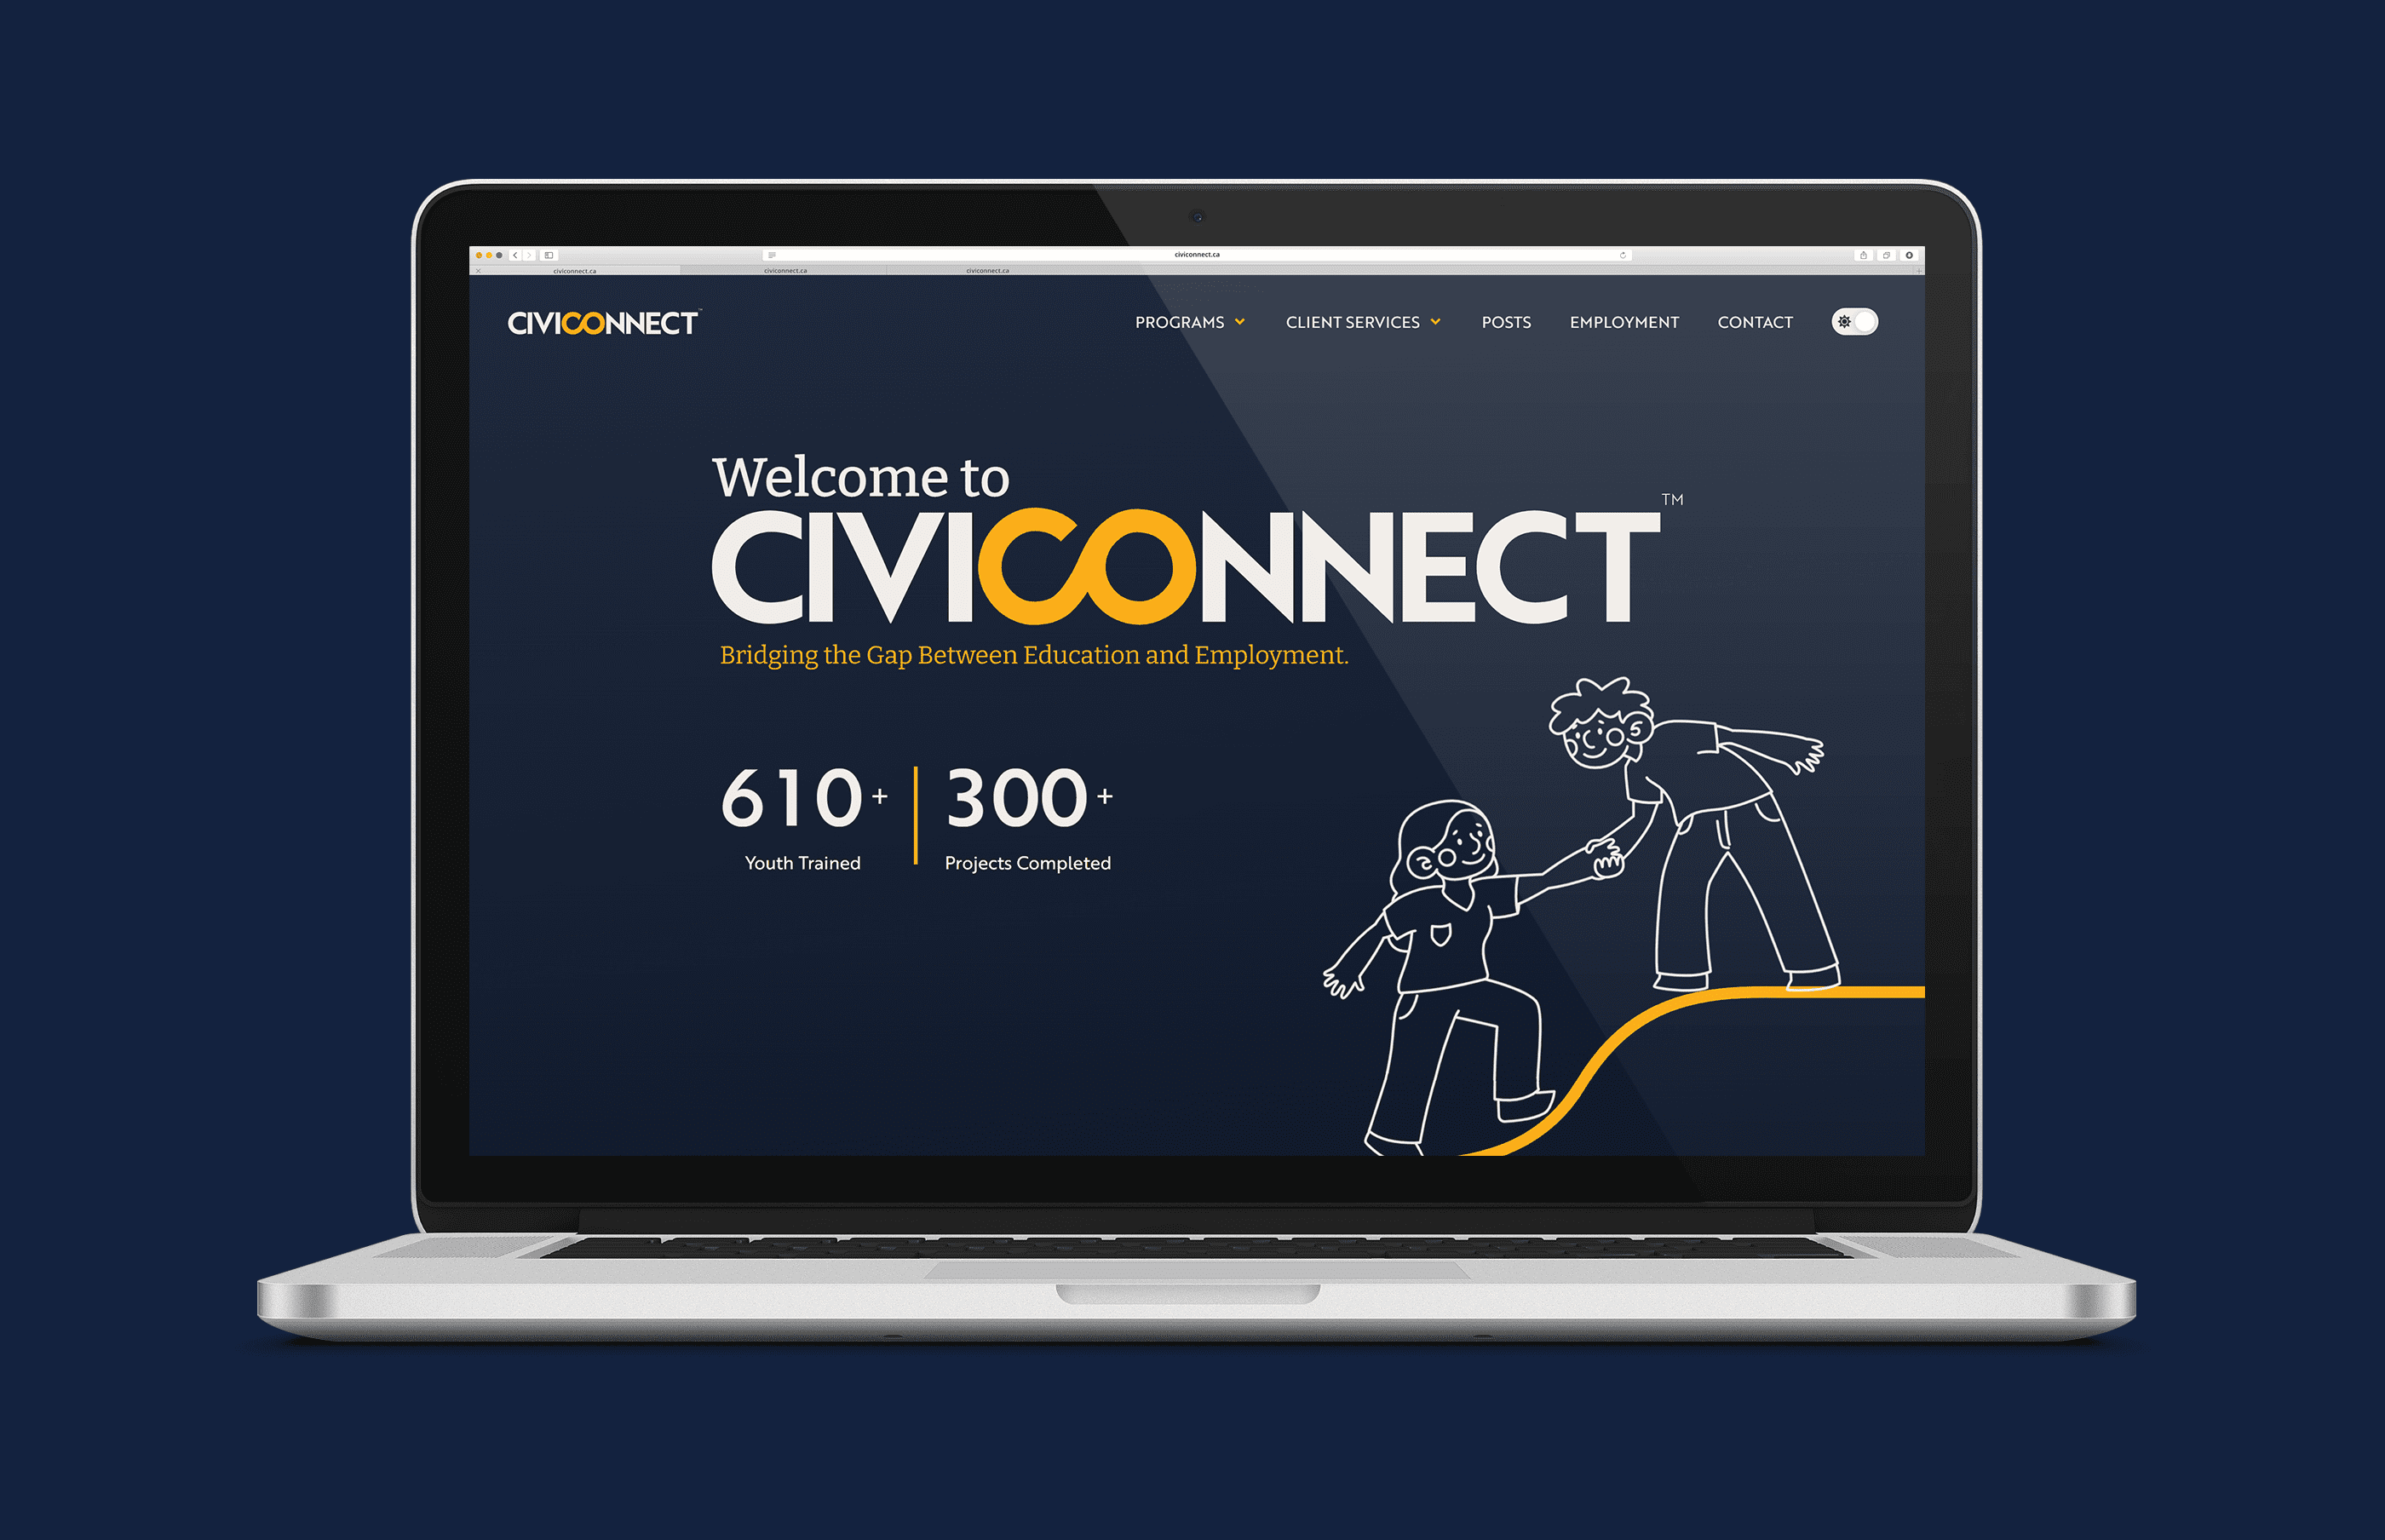 civiconnect.ca
civiconnect.ca civiconnect.ca civiconnect.ca
CIVICONNECT™
PROGRAMS CLIENT SERVICES POSTS EMPLOYMENT CONTACT
Welcome to
CIVICONNECT™
Bridging the Gap Between Education and Employment.
610+ 300+
Youth Trained Projects Completed